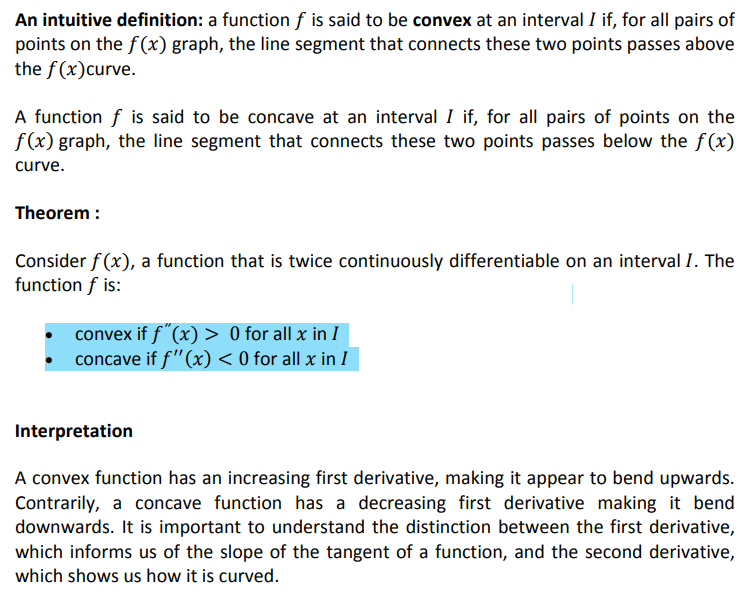 An intuitive definition: a function f is said to be convex at an interval I if, for all pairs of
points on the f(x) graph, the line segment that connects these two points passes above
the f(x)curve.
A function f is said to be concave at an interval I if, for all pairs of points on the
f(x) graph, the line segment that connects these two points passes below the f(x)
curve.
Theorem :
Consider f(x), a function that is twice continuously differentiable on an interval I. The
function f is:
• convex if f″(x) > 0 for all x in I
• concave if f′′(x) < 0 for all x in I
Interpretation
A convex function has an increasing first derivative, making it appear to bend upwards.
Contrarily, a concave function has a decreasing first derivative making it bend
downwards. It is important to understand the distinction between the first derivative,
which informs us of the slope of the tangent of a function, and the second derivative,
which shows us how it is curved.